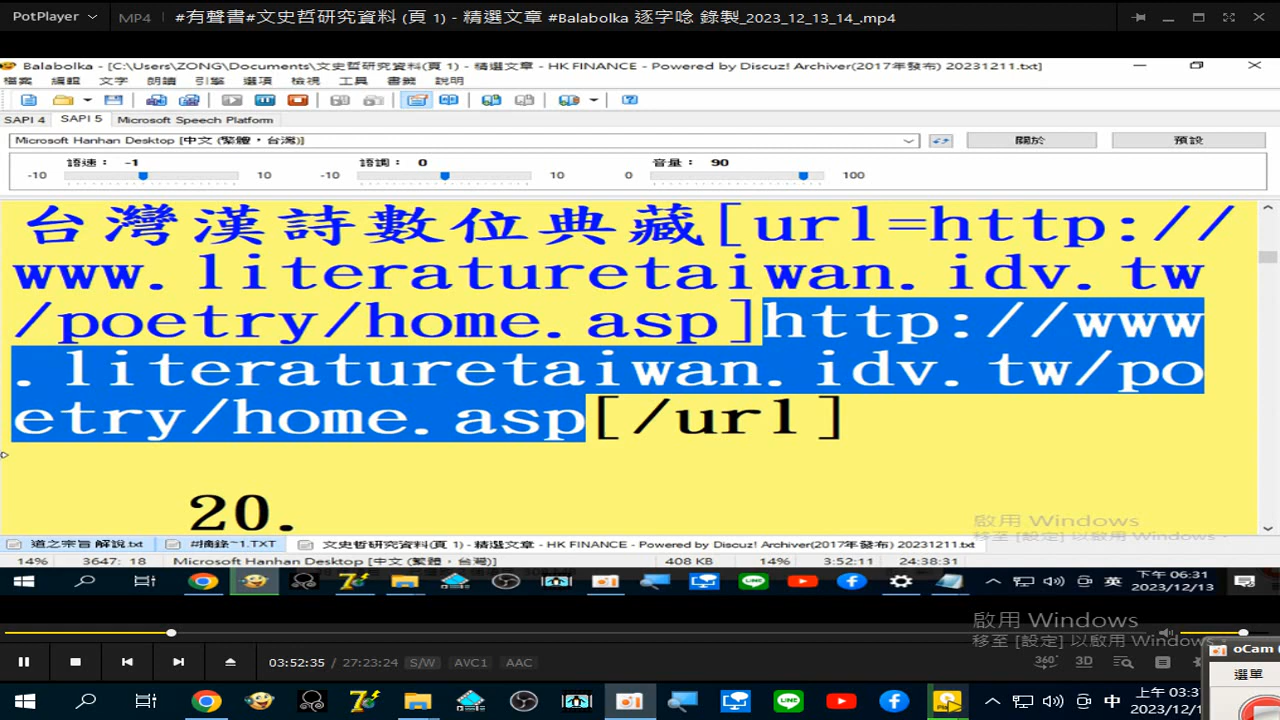 PotPlayer MP4 #有聲書#文史哲研究資料 (頁 1) - 精選文章 #Balabolka 逐字唸 錄製_2023_12_13_14_.mp4
Balabolka - [C:\Users\ZONG\Documents\文史哲研究資料(頁 1) - 精選文章 - HK FINANCE - Powered by Discuz! Archiver(2017年發布) 20231211.txt]
檔案 編輯 文字 朗讀 引擎 選項 檢視 工具 書籤 說明
SAPI 4 SAPI 5 Microsoft Speech Platform
Microsoft Hanhan Desktop [中文 (繁體，台灣)] 關於 預設
語速： -1 語調： 0 音量： 90
-10 10 -10 10 0 100
台灣漢詩數位典藏[url=http://
www.literaturetaiwan.idv.tw
/poetry/home.asp]http://www
.literaturetaiwan.idv.tw/po
etry/home.asp[/url]
20.
啟用 Windows
道之宗旨 解說.txt #摘錄~1.TXT 文史哲研究資料(頁 1) - 精選文章 - HK FINANCE - Powered by Discuz! Archiver(2017年發布) 20231211.txt
14% 3647: 18 Microsoft Hanhan Desktop [中文 (繁體，台灣)] 408 KB 14% 3:52:11 24:38:31
英 下午 06:31
2023/12/13
啟用 Windows
移至 [設定] 以啟用 Windows。
oCam (
03:52:35 / 27:23:24 S/W AVC1 AAC 360° 3D
選單
中 上午 03:3
2023/12/1